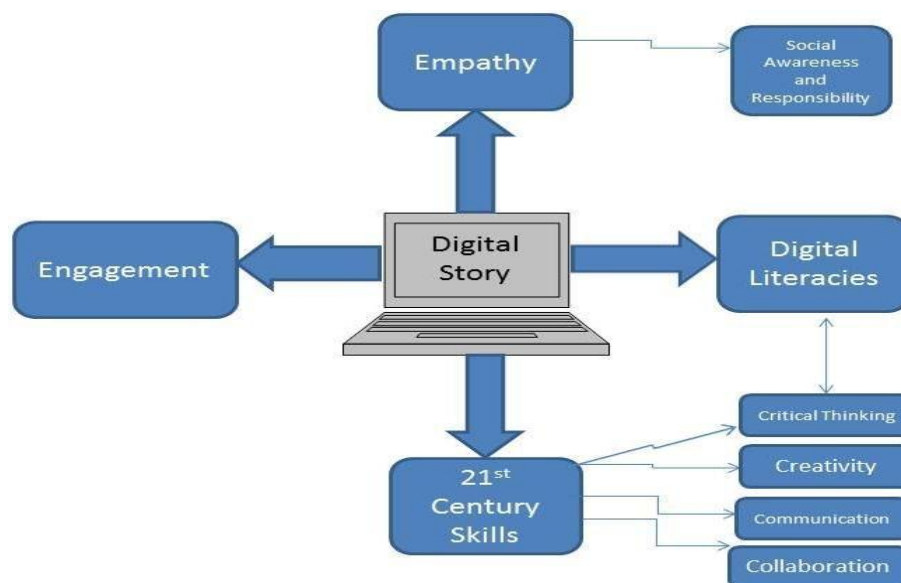 Empathy
Social
Awareness
and
Responsibility
Engagement
Digital
Story
Digital
Literacies
21st
Century
Skills
Critical Thinking
Creativity
Communication
Collaboration